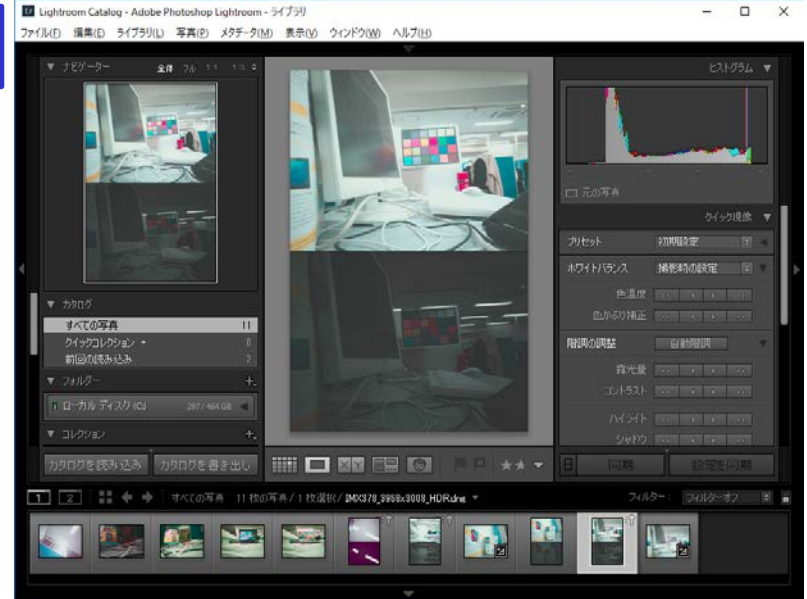 Lightroom Catalog - Adobe Photoshop Lightroom - ライブラリ
ファイル(F) 編集(E) ライブラリ(L) 写真(P) メタデータ(M) 表示(V) ウィンドウ(W) ヘルプ(H)
ナビゲーター 全体 フル 1:1 1:3
ヒストグラム
元の写真
クイック現像
プリセット 初期設定
ホワイトバランス 撮影時の設定
色温度
色かぶり補正
階調の調整 自動階調
露光量
コントラスト
ハイライト
シャドウ
カタログ
すべての写真 11
クイックコレクション + 0
前回の読み込み 2
フォルダー
ローカル ディスク (C:) 297 / 464 GB
コレクション
カタログを読み込み カタログを書き出し
XY
同期 設定を同期
1 2 すべての写真 11 枚の写真 / 1 枚選択 / IMX378_3968x3008_HDR.dng
フィルター : フィルターオフ